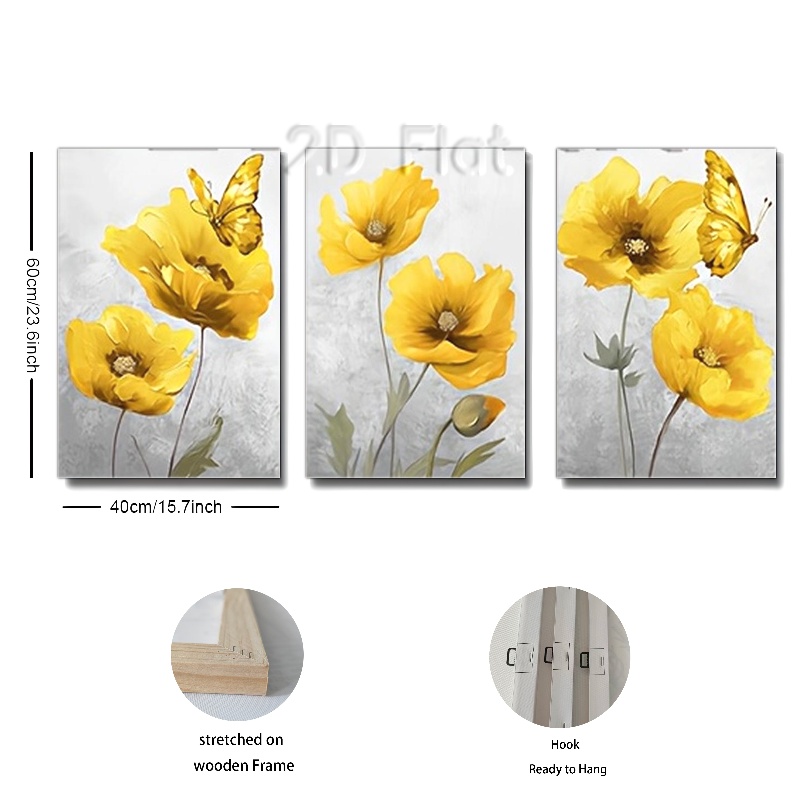 2D Flat
60cm/23.6inch
40cm/15.7inch
stretched on
wooden Frame
Hook
Ready to Hang